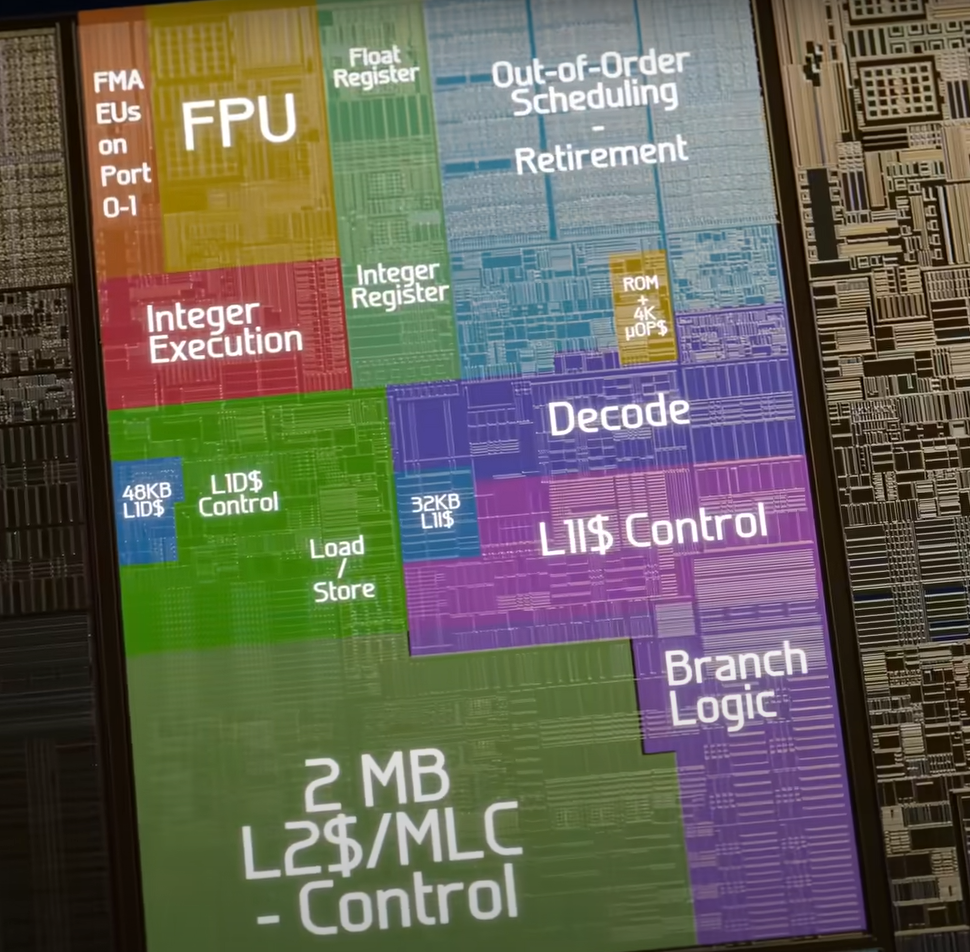 FMA
EUs
on
Port
0-1
FPU
Float
Register
Out-of-Order
Scheduling
-
Retirement
Integer
Execution
Integer
Register
ROM
+
4K
µOP$
Decode
48KB
L1D$
L1D$
Control
Load
/
Store
32KB
L1I$
L1I$ Control
Branch
Logic
2 MB
L2$/MLC
- Control